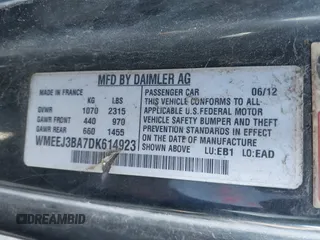 MFD BY DAIMLER AG
MADE IN FRANCE
PASSENGER CAR 06/12
KG LBS
GVWR 1070 2315
GAWR FRONT 440 970
GAWR REAR 660 1455
THIS VEHICLE CONFORMS TO ALL
APPLICABLE U.S. FEDERAL MOTOR
VEHICLE SAFETY, BUMPER, AND
THEFT PREVENTION STANDARDS
IN EFFECT ON THE DATE OF
MANUFACTURE SHOWN ABOVE.
WMEEJ3BA7DK614923
LU:EB1 LO:EAD
DREAMBID